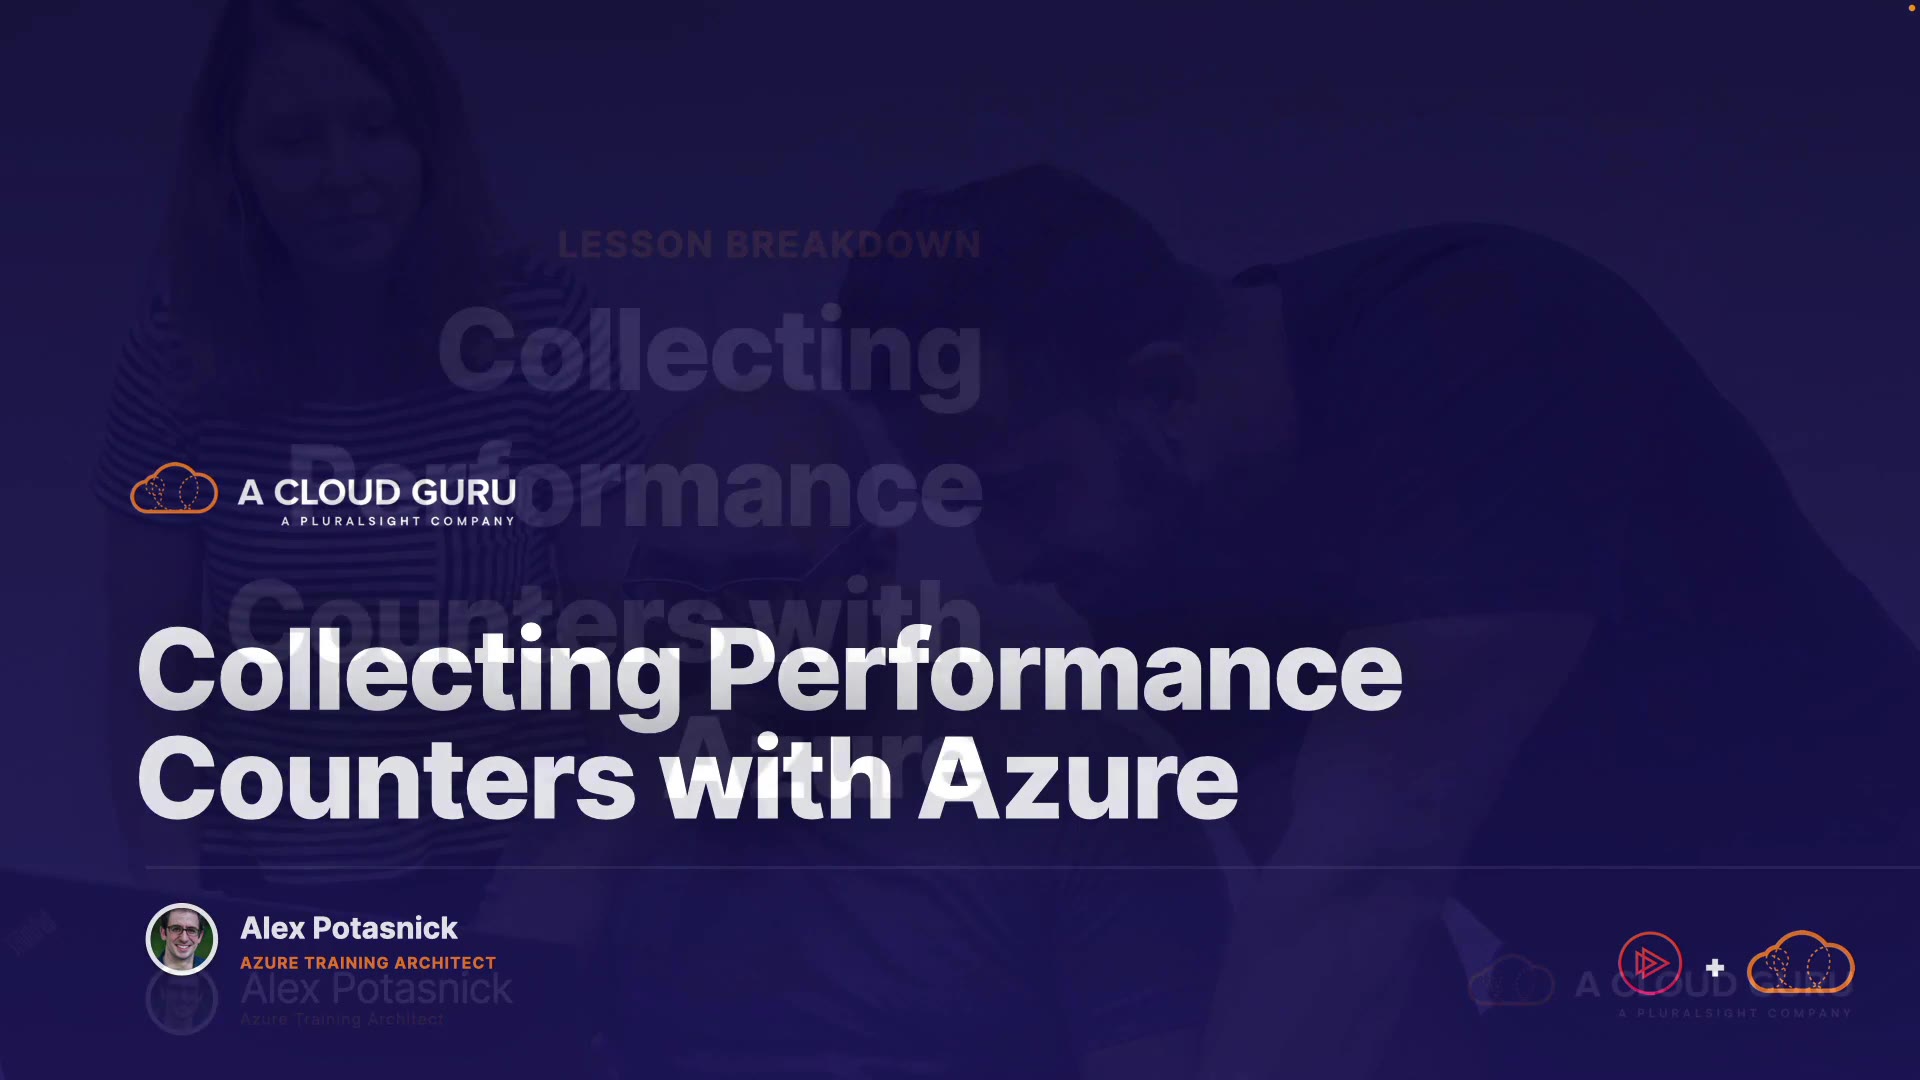 LESSON BREAKDOWN
Collecting
Performance
Counters with
Azure
A CLOUD GURU
A PLURALSIGHT COMPANY
Collecting Performance
Counters with Azure
Alex Potasnick
AZURE TRAINING ARCHITECT
Alex Potasnick
Azure Training Architect
+
A CLOUD GURU
A PLURALSIGHT COMPANY